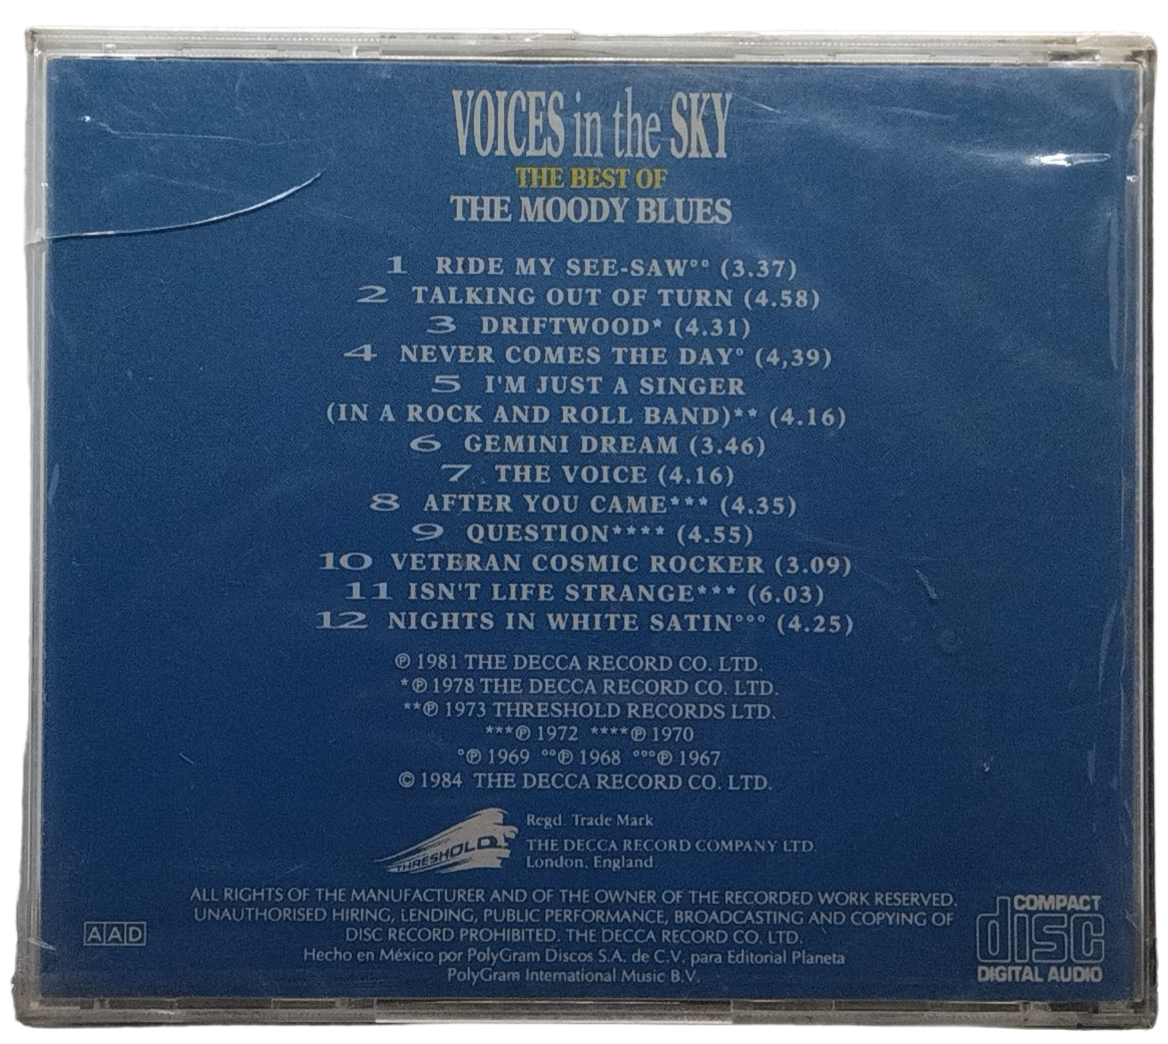 VOICES in the SKY
THE BEST OF
THE MOODY BLUES
1 RIDE MY SEE-SAW°° (3.37)
2 TALKING OUT OF TURN (4.58)
3 DRIFTWOOD* (4.31)
4 NEVER COMES THE DAY° (4,39)
5 I'M JUST A SINGER
(IN A ROCK AND ROLL BAND)** (4.16)
6 GEMINI DREAM (3.46)
7 THE VOICE (4.16)
8 AFTER YOU CAME*** (4.35)
9 QUESTION**** (4.55)
10 VETERAN COSMIC ROCKER (3.09)
11 ISN'T LIFE STRANGE*** (6.03)
12 NIGHTS IN WHITE SATIN°°° (4.25)
℗ 1981 THE DECCA RECORD CO. LTD.
*℗ 1978 THE DECCA RECORD CO. LTD.
**℗ 1973 THRESHOLD RECORDS LTD.
***℗ 1972 ****℗ 1970
°℗ 1969 °°℗ 1968 °°°℗ 1967
© 1984 THE DECCA RECORD CO. LTD.
THRESHOLD
Regd. Trade Mark
THE DECCA RECORD COMPANY LTD.
London, England
ALL RIGHTS OF THE MANUFACTURER AND OF THE OWNER OF THE RECORDED WORK RESERVED.
UNAUTHORISED HIRING, LENDING, PUBLIC PERFORMANCE, BROADCASTING AND COPYING OF
DISC RECORD PROHIBITED. THE DECCA RECORD CO. LTD.
Hecho en México por PolyGram Discos S.A. de C.V. para Editorial Planeta
PolyGram International Music B.V.
AAD
COMPACT
disc
DIGITAL AUDIO